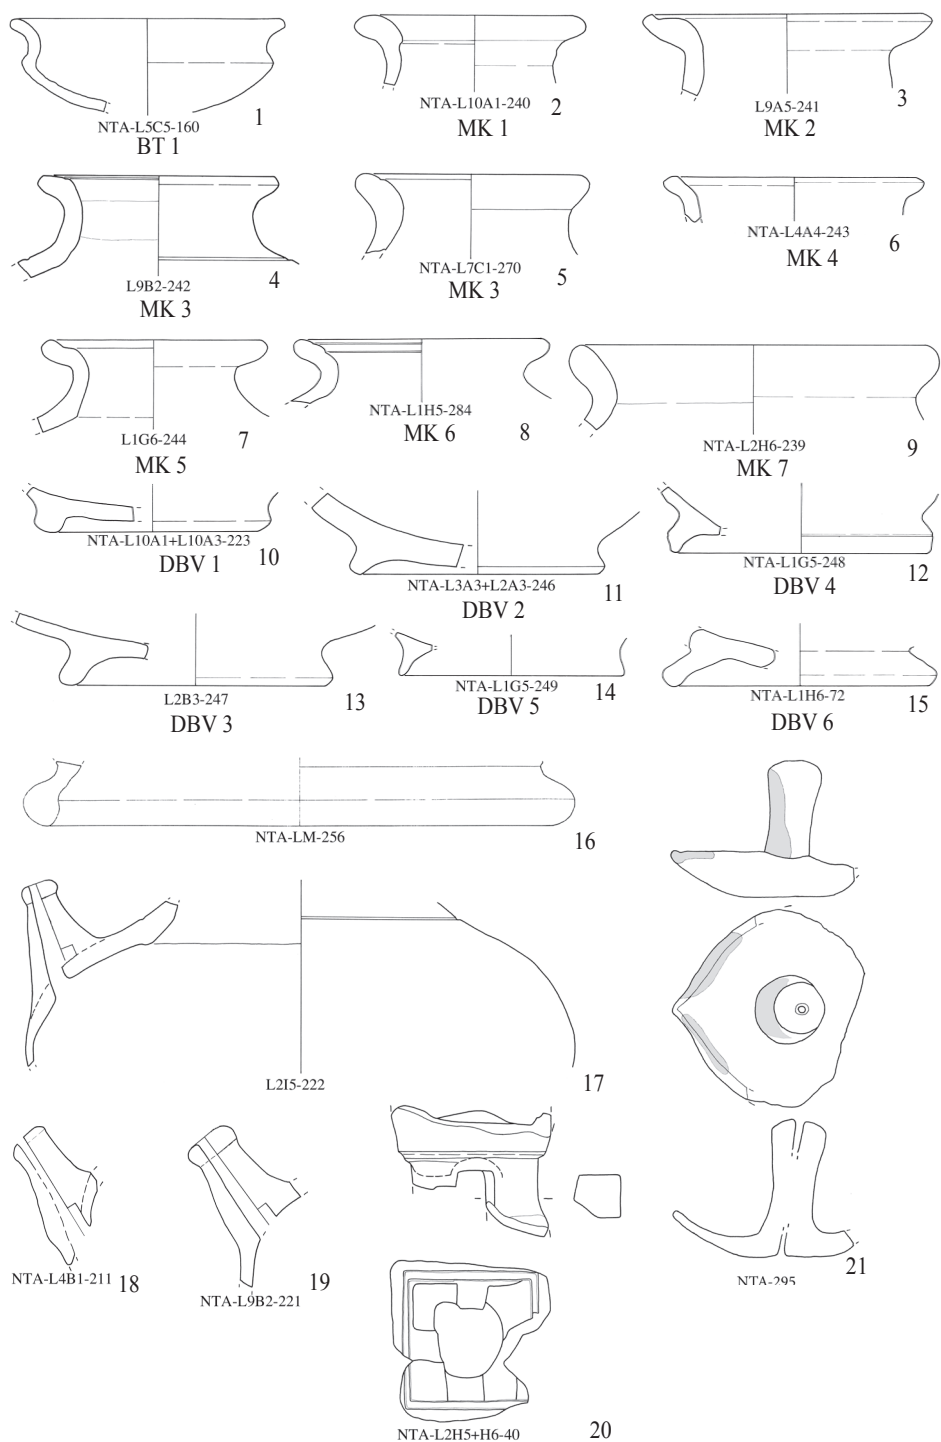 NTA-L5C5-160
BT 1
1
NTA-L10A1-240
MK 1
2
L9A5-241
MK 2
3
L9B2-242
MK 3
4
NTA-L7C1-270
MK 3
5
NTA-L4A4-243
MK 4
6
L1G6-244
MK 5
7
NTA-L1H5-284
MK 6
8
NTA-L2H6-239
MK 7
9
NTA-L10A1+L10A3-223
DBV 1
10
NTA-L3A3+L2A3-246
DBV 2
11
NTA-L1G5-248
DBV 4
12
L2B3-247
DBV 3
13
NTA-L1G5-249
DBV 5
14
NTA-L1H6-72
DBV 6
15
NTA-LM-256
16
L2I5-222
17
NTA-L4B1-211
18
NTA-L9B2-221
19
NTA-L2H5+H6-40
20
NTA-295
21